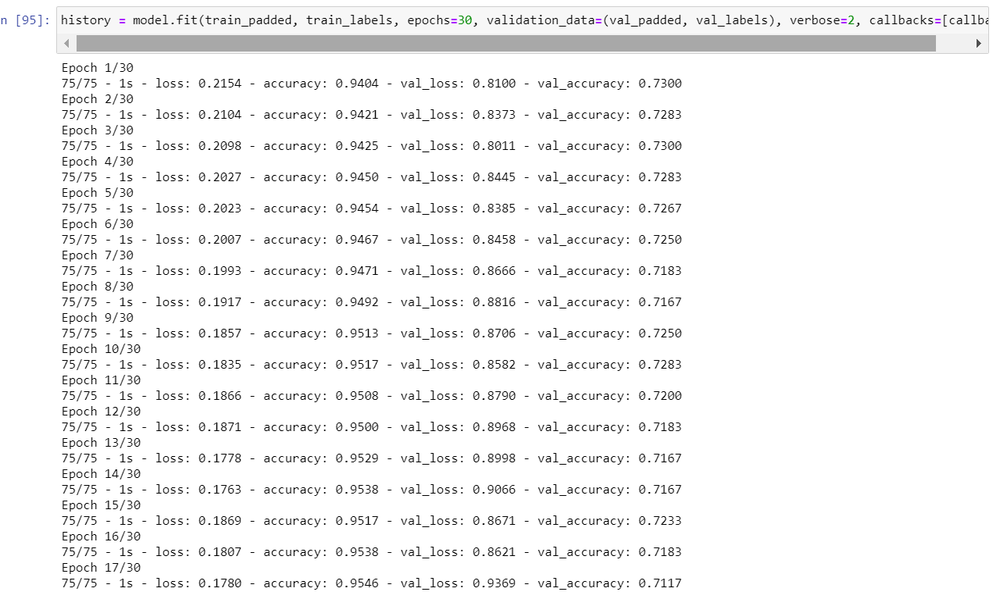 n [95]: history = model.fit(train_padded, train_labels, epochs=30, validation_data=(val_padded, val_labels), verbose=2, callbacks=[callba
Epoch 1/30
75/75 - 1s - loss: 0.2154 - accuracy: 0.9404 - val_loss: 0.8100 - val_accuracy: 0.7300
Epoch 2/30
75/75 - 1s - loss: 0.2104 - accuracy: 0.9421 - val_loss: 0.8373 - val_accuracy: 0.7283
Epoch 3/30
75/75 - 1s - loss: 0.2098 - accuracy: 0.9425 - val_loss: 0.8011 - val_accuracy: 0.7300
Epoch 4/30
75/75 - 1s - loss: 0.2027 - accuracy: 0.9450 - val_loss: 0.8445 - val_accuracy: 0.7283
Epoch 5/30
75/75 - 1s - loss: 0.2023 - accuracy: 0.9454 - val_loss: 0.8385 - val_accuracy: 0.7267
Epoch 6/30
75/75 - 1s - loss: 0.2007 - accuracy: 0.9467 - val_loss: 0.8458 - val_accuracy: 0.7250
Epoch 7/30
75/75 - 1s - loss: 0.1993 - accuracy: 0.9471 - val_loss: 0.8666 - val_accuracy: 0.7183
Epoch 8/30
75/75 - 1s - loss: 0.1917 - accuracy: 0.9492 - val_loss: 0.8816 - val_accuracy: 0.7167
Epoch 9/30
75/75 - 1s - loss: 0.1857 - accuracy: 0.9513 - val_loss: 0.8706 - val_accuracy: 0.7250
Epoch 10/30
75/75 - 1s - loss: 0.1835 - accuracy: 0.9517 - val_loss: 0.8582 - val_accuracy: 0.7283
Epoch 11/30
75/75 - 1s - loss: 0.1866 - accuracy: 0.9508 - val_loss: 0.8790 - val_accuracy: 0.7200
Epoch 12/30
75/75 - 1s - loss: 0.1871 - accuracy: 0.9500 - val_loss: 0.8968 - val_accuracy: 0.7183
Epoch 13/30
75/75 - 1s - loss: 0.1778 - accuracy: 0.9529 - val_loss: 0.8998 - val_accuracy: 0.7167
Epoch 14/30
75/75 - 1s - loss: 0.1763 - accuracy: 0.9538 - val_loss: 0.9066 - val_accuracy: 0.7167
Epoch 15/30
75/75 - 1s - loss: 0.1869 - accuracy: 0.9517 - val_loss: 0.8671 - val_accuracy: 0.7233
Epoch 16/30
75/75 - 1s - loss: 0.1807 - accuracy: 0.9538 - val_loss: 0.8621 - val_accuracy: 0.7183
Epoch 17/30
75/75 - 1s - loss: 0.1780 - accuracy: 0.9546 - val_loss: 0.9369 - val_accuracy: 0.7117